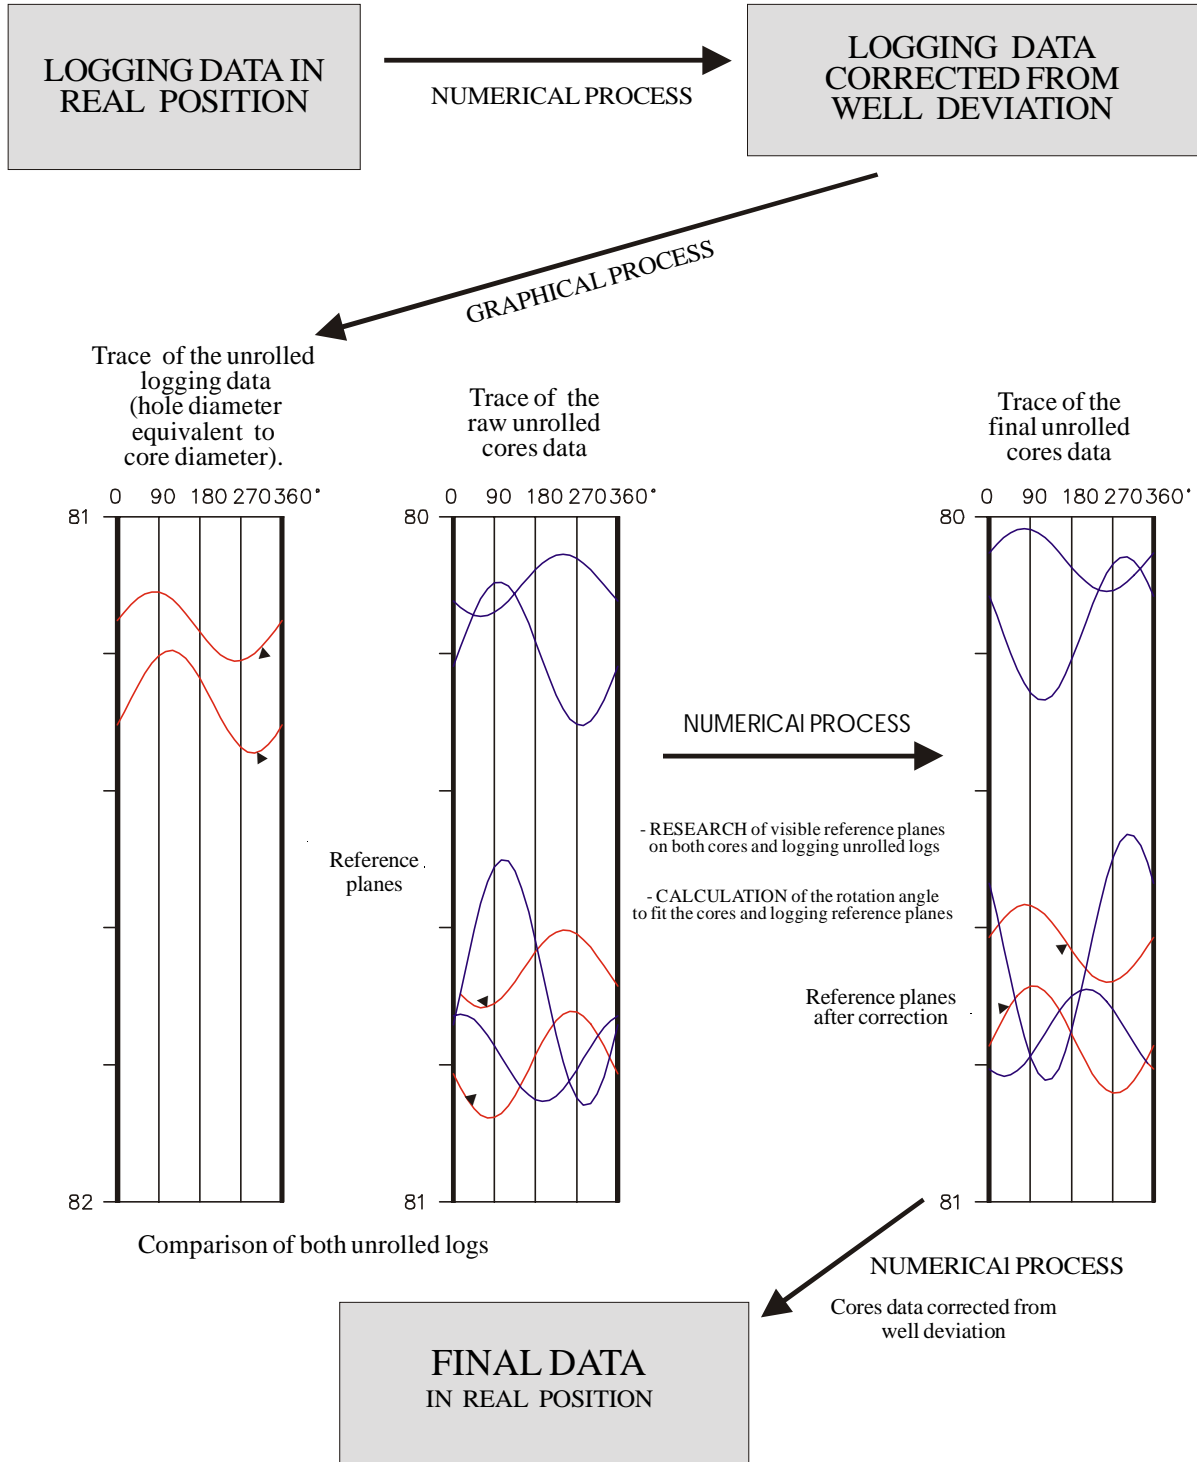 LOGGING DATA IN
REAL POSITION
NUMERICAL PROCESS
LOGGING DATA
CORRECTED FROM
WELL DEVIATION
GRAPHICAL PROCESS
Trace of the unrolled
logging data
(hole diameter
equivalent to
core diameter).
0 90 180 270 360°
81
82
Trace of the
raw unrolled
cores data
0 90 180 270 360°
80
81
Reference
planes
Comparison of both unrolled logs
NUMERICAl PROCESS
- RESEARCH of visible reference planes
on both cores and logging unrolled logs
- CALCULATION of the rotation angle
to fit the cores and logging reference planes
Trace of the
final unrolled
cores data
0 90 180 270 360°
80
81
Reference planes
after correction
NUMERICAl PROCESS
Cores data corrected from
well deviation
FINAL DATA
IN REAL POSITION